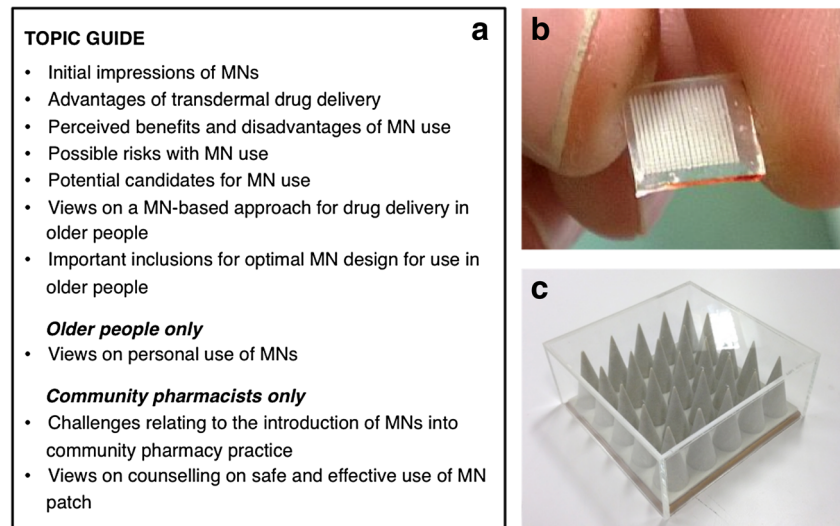 TOPIC GUIDE
a
• Initial impressions of MNs
• Advantages of transdermal drug delivery
• Perceived benefits and disadvantages of MN use
• Possible risks with MN use
• Potential candidates for MN use
• Views on a MN-based approach for drug delivery in
older people
• Important inclusions for optimal MN design for use in
older people
Older people only
• Views on personal use of MNs
Community pharmacists only
• Challenges relating to the introduction of MNs into
community pharmacy practice
• Views on counselling on safe and effective use of MN
patch
b
c